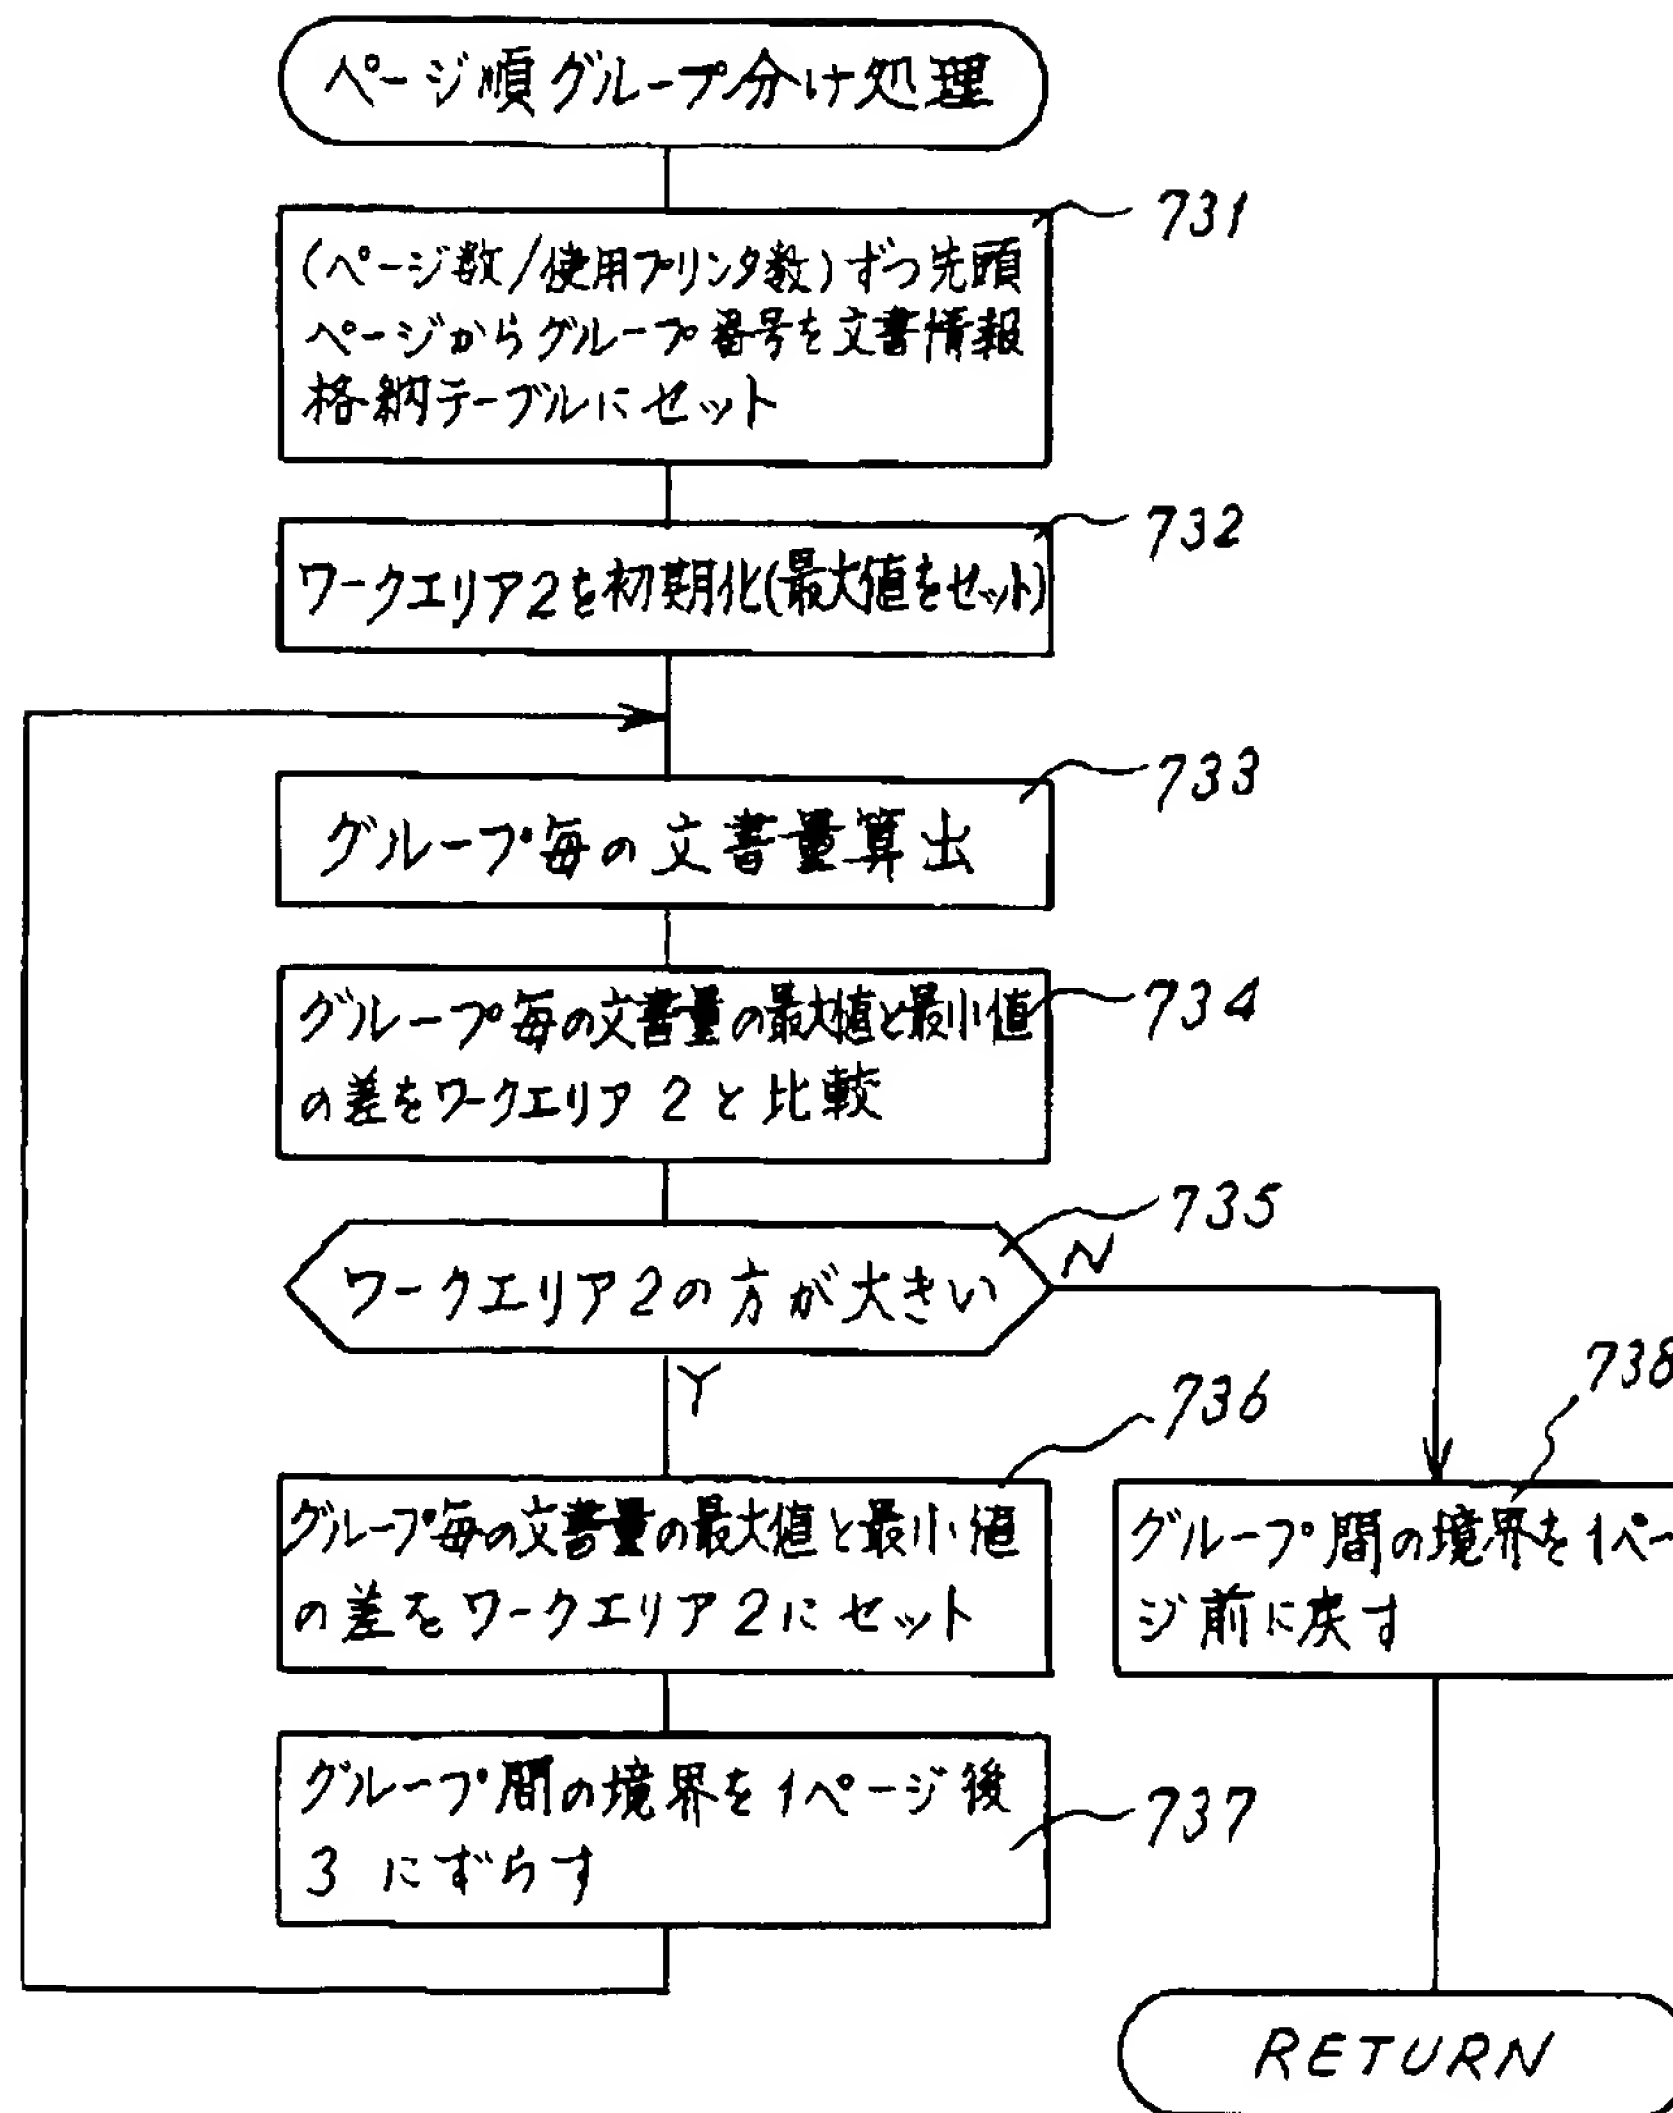 ページ順グループ分け処理
731
(ページ数/使用プリンタ数)ずつ先頭
ページからグループ番号を文書情報
格納テーブルにセット
732
ワークエリア2を初期化(最大値をセット)
733
グループ毎の文書量算出
734
グループ毎の文書量の最大値と最小値
の差をワークエリア2と比較
735
ワークエリア2の方が大きい
N
Y
736
グループ毎の文書量の最大値と最小値
の差をワークエリア2にセット
738
グループ間の境界を1ペー
ジ前に戻す
737
グループ間の境界を1ページ後
3 にずらす
RETURN